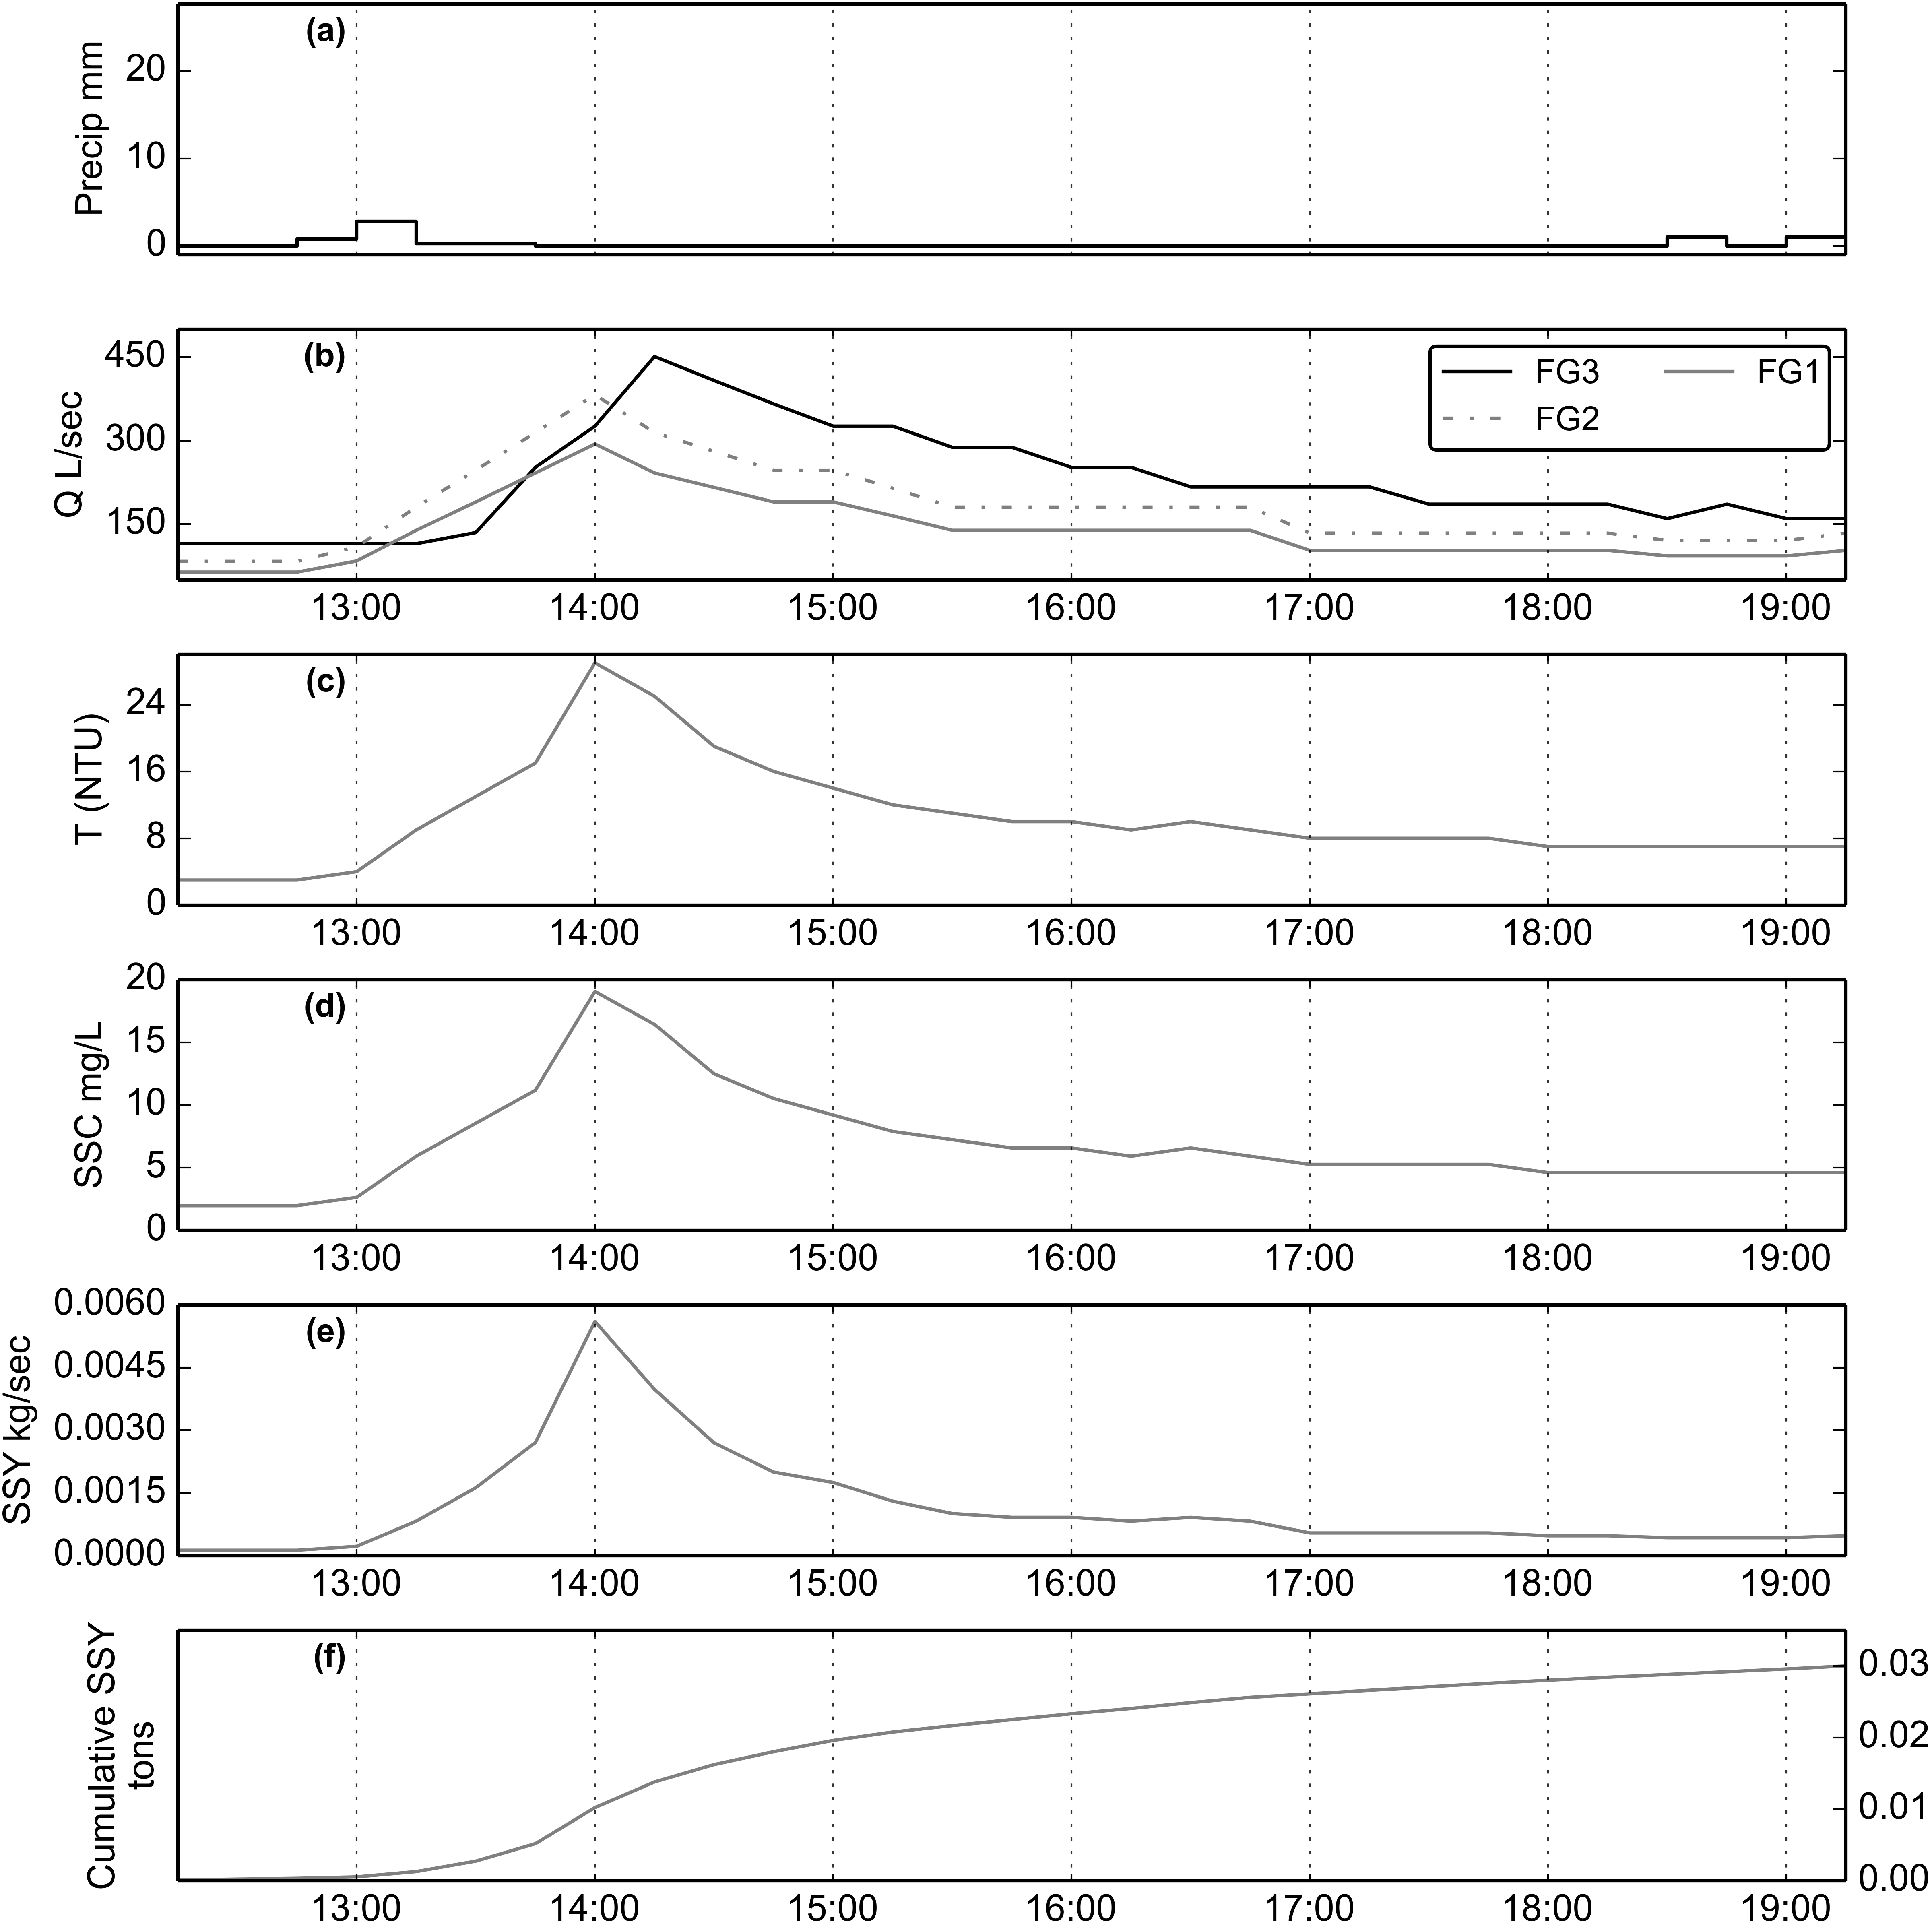 (a)
Precip mm
20
10
0
(b)
Q L/sec
450
300
150
FG3 FG1
FG2
13:00 14:00 15:00 16:00 17:00 18:00 19:00
(c)
T (NTU)
24
16
8
0
13:00 14:00 15:00 16:00 17:00 18:00 19:00
(d)
SSC mg/L
20
15
10
5
0
13:00 14:00 15:00 16:00 17:00 18:00 19:00
(e)
SSY kg/sec
0.0060
0.0045
0.0030
0.0015
0.0000
13:00 14:00 15:00 16:00 17:00 18:00 19:00
(f)
Cumulative SSY
tons
0.03
0.02
0.01
0.00
13:00 14:00 15:00 16:00 17:00 18:00 19:00